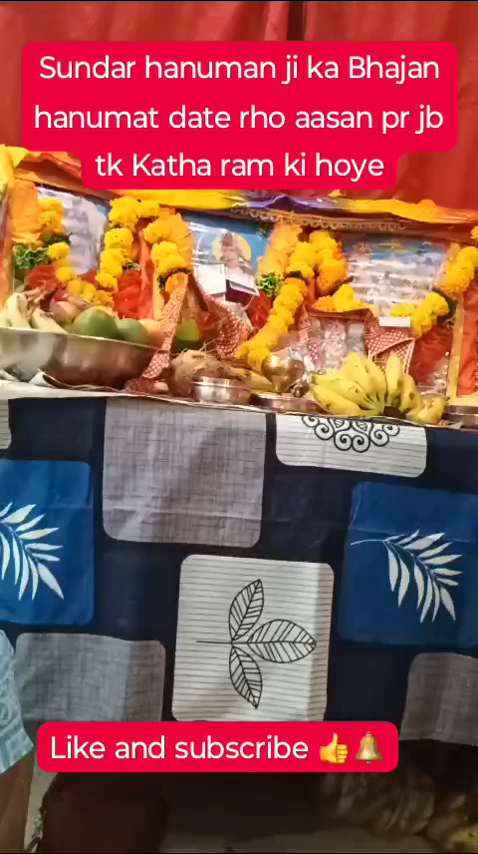 Sundar hanuman ji ka Bhajan
hanumat date rho aasan pr jb
tk Katha ram ki hoye
Like and subscribe 👍🔔